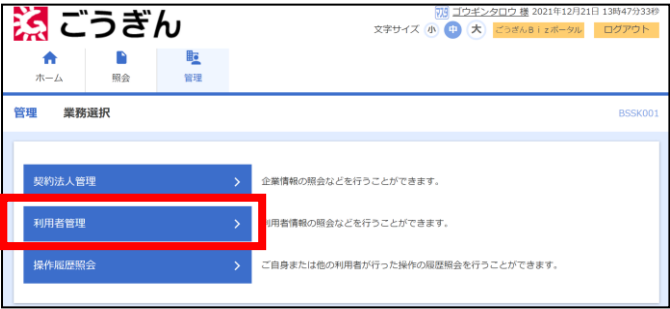 ごうぎん
ゴウギンタロウ 様 2021年12月21日 13時47分33秒
文字サイズ 小 中 大 ごうぎんBizポータル ログアウト
ホーム 照会 管理
管理 業務選択 BSSK001
契約法人管理 企業情報の照会などを行うことができます。
利用者管理 利用者情報の照会などを行うことができます。
操作履歴照会 ご自身または他の利用者が行った操作の履歴照会を行うことができます。